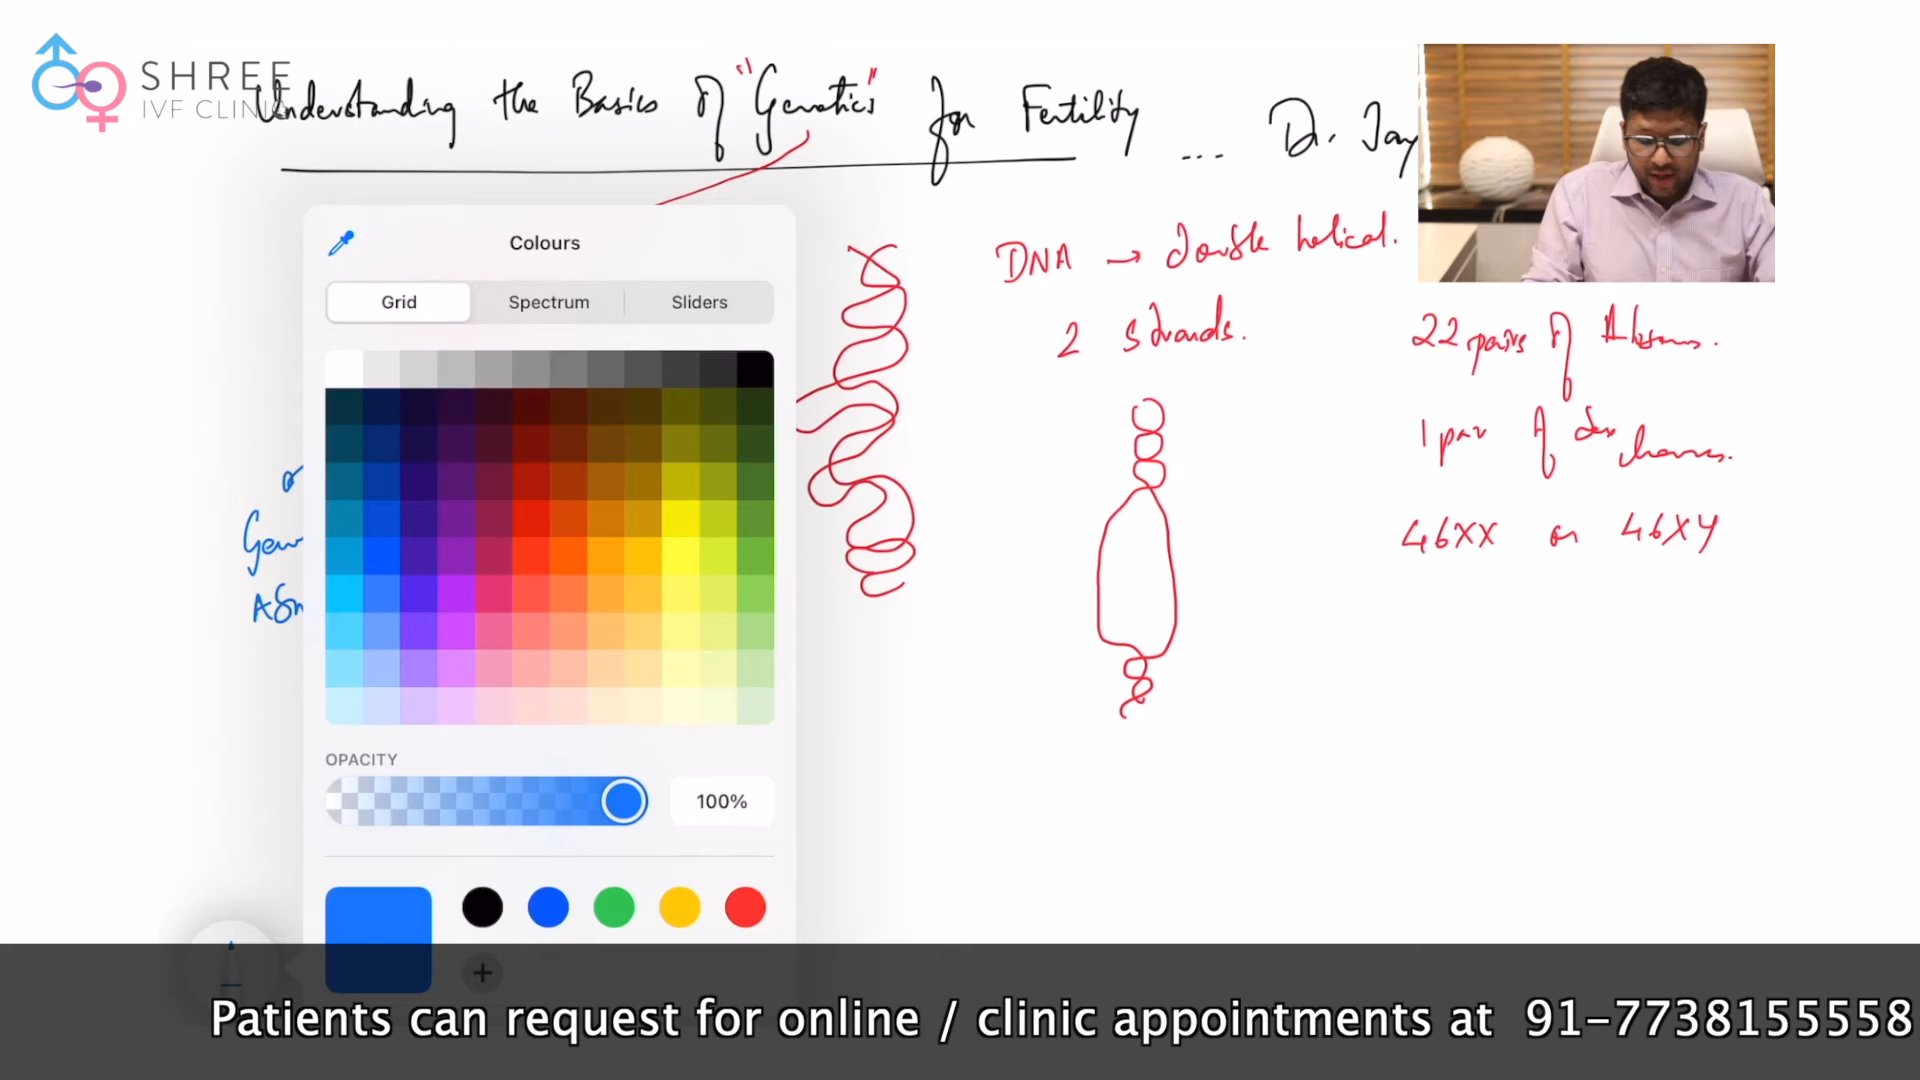 SHREE
IVF CLINIC
Understanding the Basics of "Genetics" for Fertility ... Dr. Jay
Colours
Grid Spectrum Sliders
DNA → double helical.
2 strands.
22 pairs of
1 pair of sex
46XX or 46XY
OPACITY
100%
+
Patients can request for online / clinic appointments at 91-7738155558